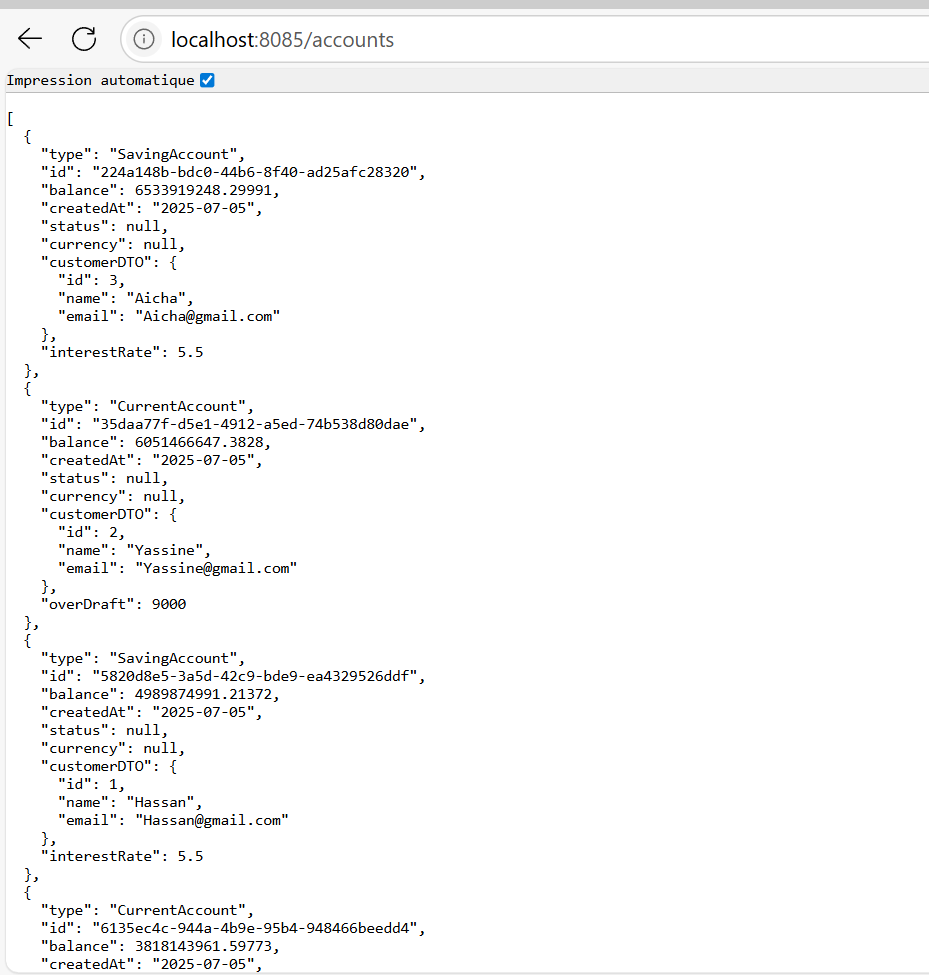 localhost:8085/accounts
Impression automatique
[
  {
    "type": "SavingAccount",
    "id": "224a148b-bdc0-44b6-8f40-ad25afc28320",
    "balance": 6533919248.29991,
    "createdAt": "2025-07-05",
    "status": null,
    "currency": null,
    "customerDTO": {
      "id": 3,
      "name": "Aicha",
      "email": "Aicha@gmail.com"
    },
    "interestRate": 5.5
  },
  {
    "type": "CurrentAccount",
    "id": "35daa77f-d5e1-4912-a5ed-74b538d80dae",
    "balance": 6051466647.3828,
    "createdAt": "2025-07-05",
    "status": null,
    "currency": null,
    "customerDTO": {
      "id": 2,
      "name": "Yassine",
      "email": "Yassine@gmail.com"
    },
    "overDraft": 9000
  },
  {
    "type": "SavingAccount",
    "id": "5820d8e5-3a5d-42c9-bde9-ea4329526ddf",
    "balance": 4989874991.21372,
    "createdAt": "2025-07-05",
    "status": null,
    "currency": null,
    "customerDTO": {
      "id": 1,
      "name": "Hassan",
      "email": "Hassan@gmail.com"
    },
    "interestRate": 5.5
  },
  {
    "type": "CurrentAccount",
    "id": "6135ec4c-944a-4b9e-95b4-948466beedd4",
    "balance": 3818143961.59773,
    "createdAt": "2025-07-05",